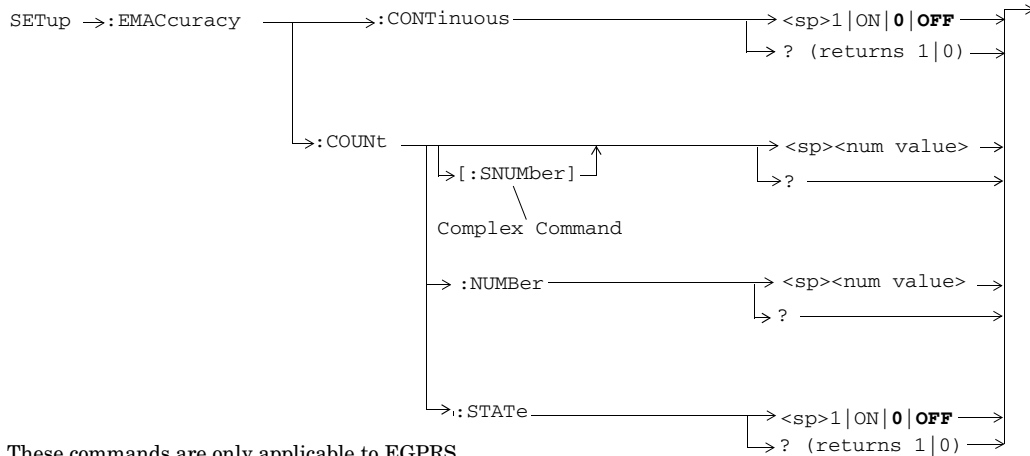 SETup :EMACcuracy :CONTinuous <sp>1|ON|0|OFF
? (returns 1|0)
:COUNt <sp><num value>
[:SNUMber] ?
Complex Command
:NUMBer <sp><num value>
?
:STATe <sp>1|ON|0|OFF
? (returns 1|0)
These commands are only applicable to EGPRS